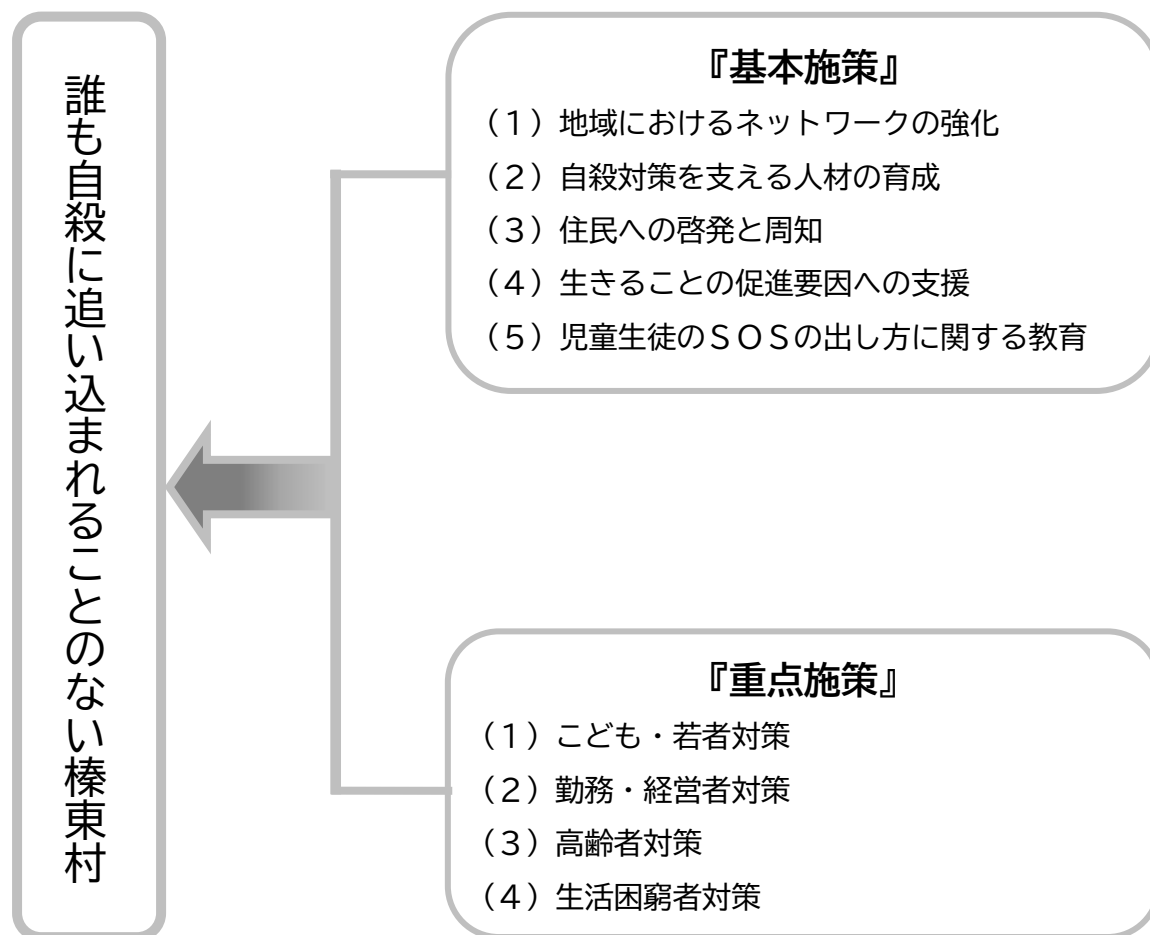 誰も自殺に追い込まれることのない榛東村
『基本施策』
（１）地域におけるネットワークの強化
（２）自殺対策を支える人材の育成
（３）住民への啓発と周知
（４）生きることの促進要因への支援
（５）児童生徒のＳＯＳの出し方に関する教育
『重点施策』
（１）こども・若者対策
（２）勤務・経営者対策
（３）高齢者対策
（４）生活困窮者対策